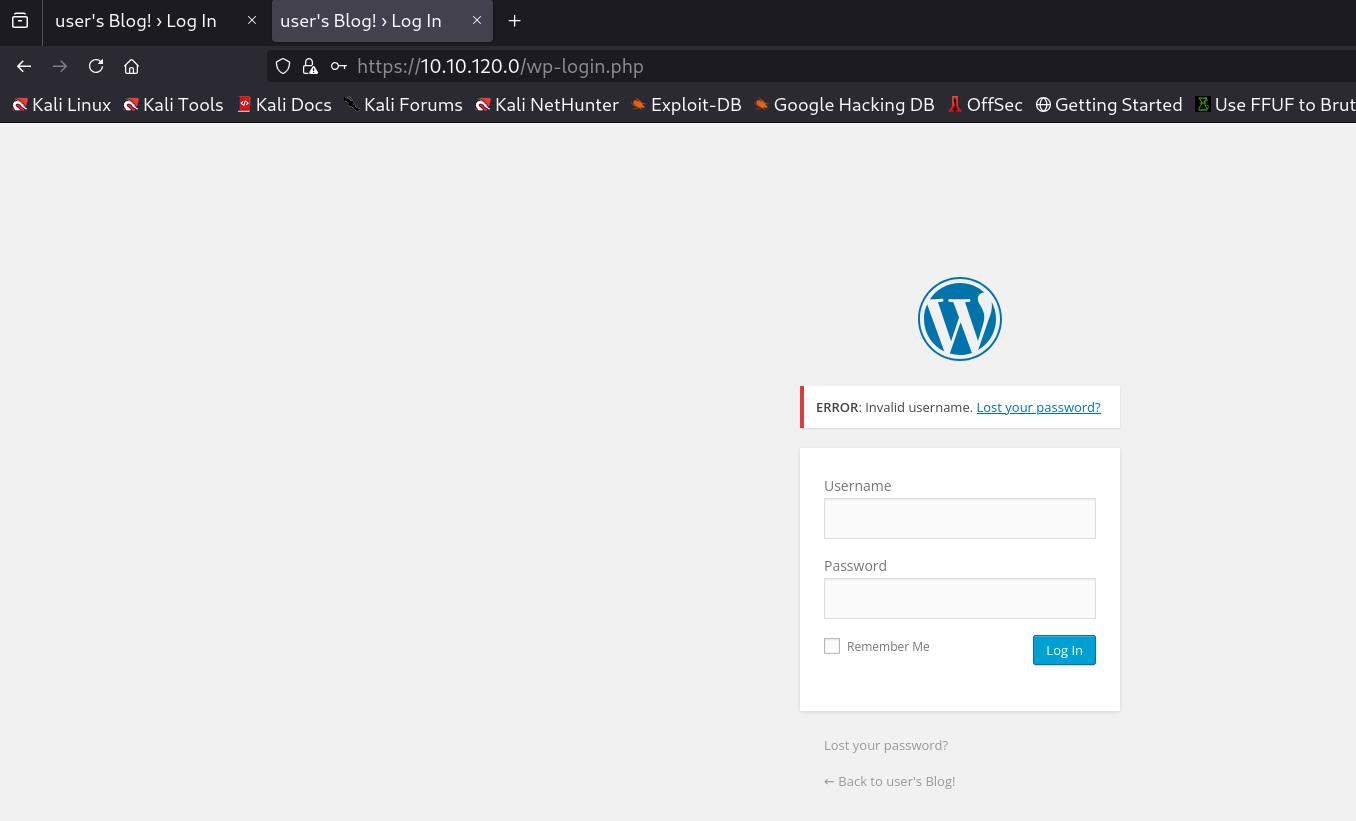 user's Blog! › Log In × user's Blog! › Log In × +
https://10.10.120.0/wp-login.php
Kali Linux Kali Tools Kali Docs Kali Forums Kali NetHunter Exploit-DB Google Hacking DB OffSec Getting Started Use FFUF to Brut
ERROR: Invalid username. Lost your password?
Username
Password
Remember Me Log In
Lost your password?
← Back to user's Blog!